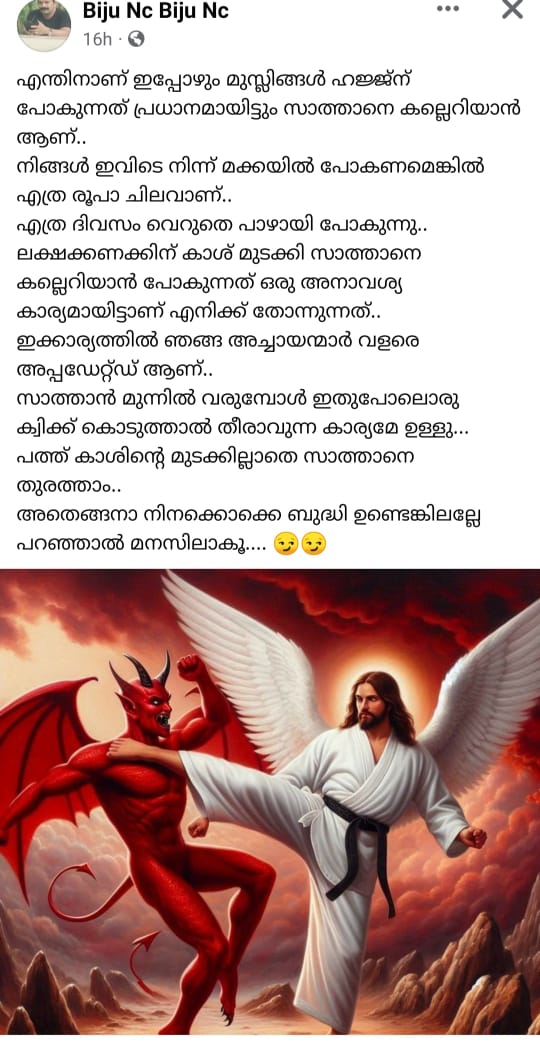 Biju Nc Biju Nc
16h
എന്തിനാണ് ഇപ്പോഴും മുസ്ലിങ്ങൾ ഹജ്ജ്ന്
പോകുന്നത് പ്രധാനമായിട്ടും സാത്താനെ കല്ലെറിയാൻ
ആണ്..
നിങ്ങൾ ഇവിടെ നിന്ന് മക്കയിൽ പോകണമെങ്കിൽ
എത്ര രൂപാ ചിലവാണ്..
എത്ര ദിവസം വെറുതെ പാഴായി പോകുന്നു..
ലക്ഷക്കണക്കിന് കാശ് മുടക്കി സാത്താനെ
കല്ലെറിയാൻ പോകുന്നത് ഒരു അനാവശ്യ
കാര്യമായിട്ടാണ് എനിക്ക് തോന്നുന്നത്..
ഇക്കാര്യത്തിൽ ഞങ്ങ അച്ചായന്മാർ വളരെ
അപ്പഡേറ്റ്ഡ് ആണ്..
സാത്താൻ മുന്നിൽ വരുമ്പോൾ ഇതുപോലൊരു
ക്വിക്ക് കൊടുത്താൽ തീരാവുന്ന കാര്യമേ ഉള്ളു...
പത്ത് കാശിന്റെ മുടക്കില്ലാതെ സാത്താനെ
തുരത്താം..
അതെങ്ങനാ നിനക്കൊക്കെ ബുദ്ധി ഉണ്ടെങ്കിലല്ലേ
പറഞ്ഞാൽ മനസിലാകൂ.... 😏😏